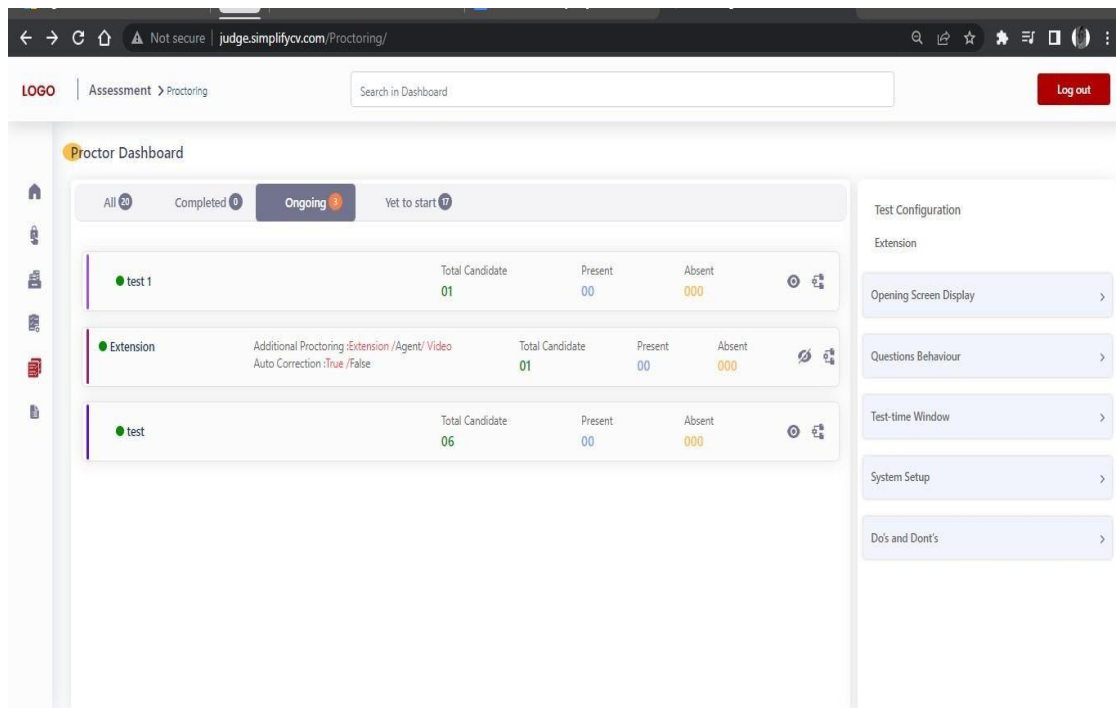 Not secure | judge.simplifycv.com/Proctoring/
LOGO | Assessment > Proctoring Search in Dashboard Log out
Proctor Dashboard
All 20 Completed 0 Ongoing 3 Yet to start 17
Test Configuration
Extension
test 1 Total Candidate Present Absent
01 00 000
Opening Screen Display >
Extension Additional Proctoring :Extension /Agent/ Video Total Candidate Present Absent
Auto Correction :True /False 01 00 000
Questions Behaviour >
test Total Candidate Present Absent
06 00 000
Test-time Window >
System Setup >
Do's and Dont's >